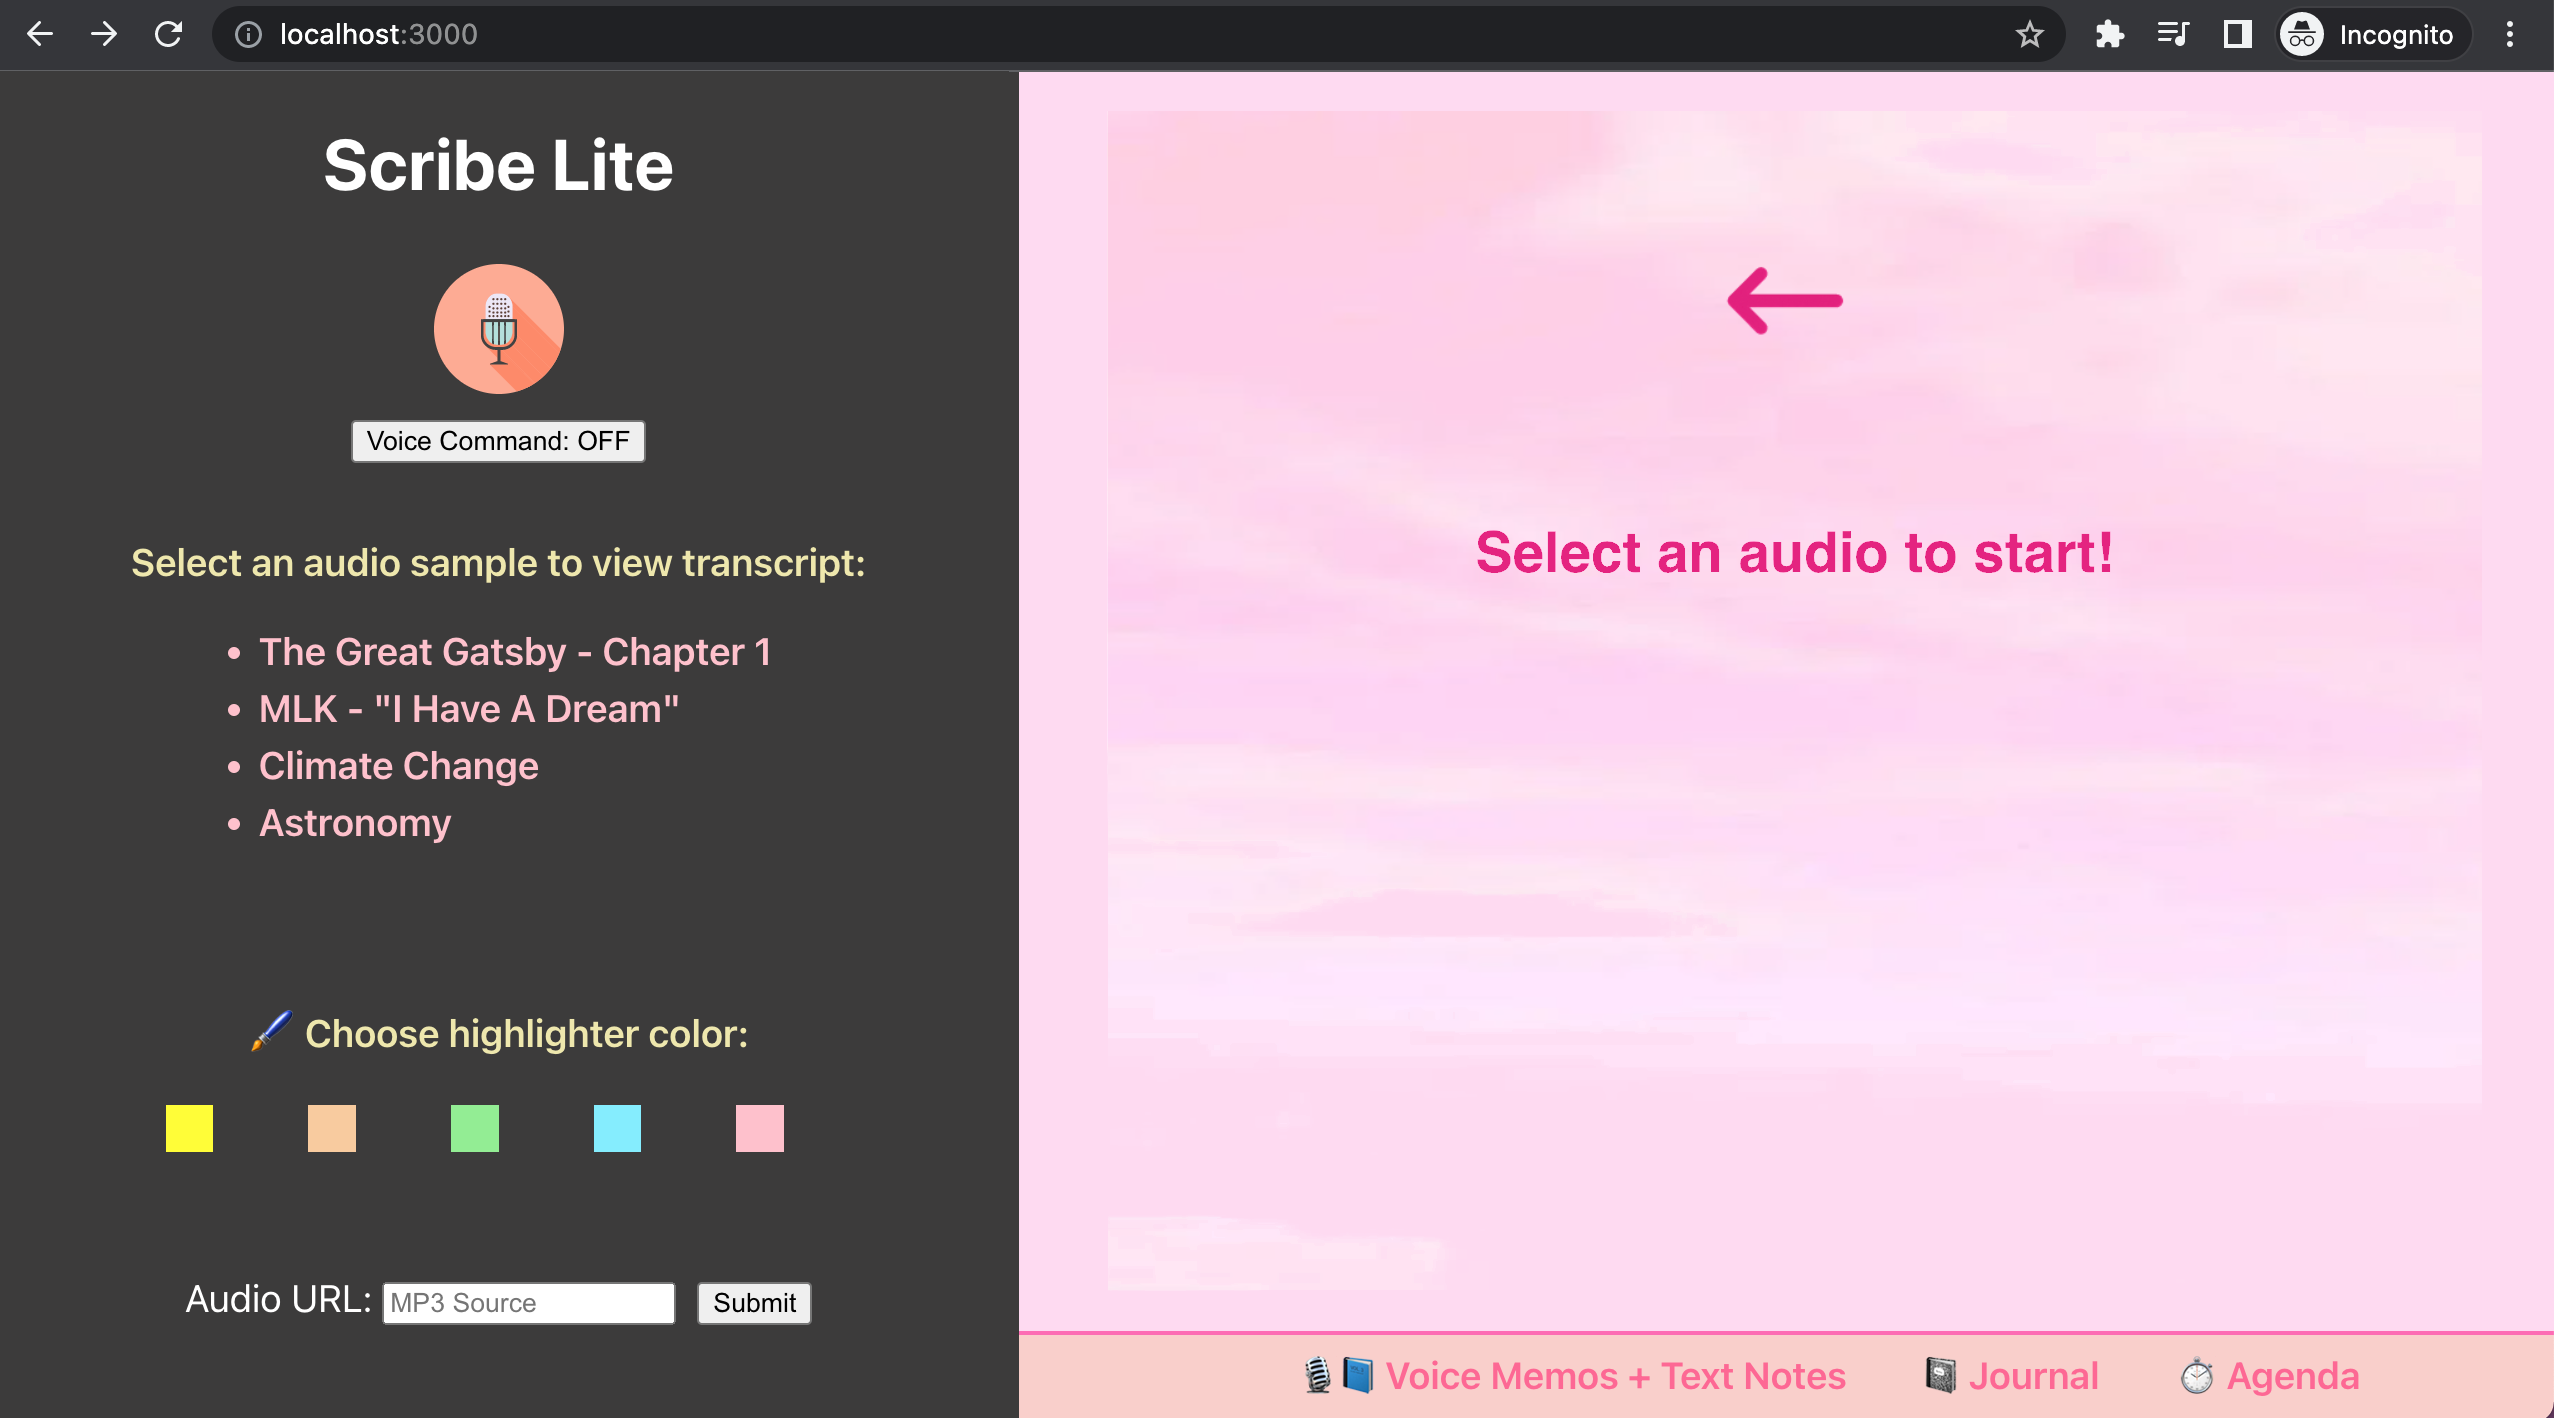 localhost:3000
Incognito
Scribe Lite
Voice Command: OFF
Select an audio sample to view transcript:
• The Great Gatsby - Chapter 1
• MLK - "I Have A Dream"
• Climate Change
• Astronomy
Choose highlighter color:
Audio URL: MP3 Source Submit
Select an audio to start!
Voice Memos + Text Notes Journal Agenda